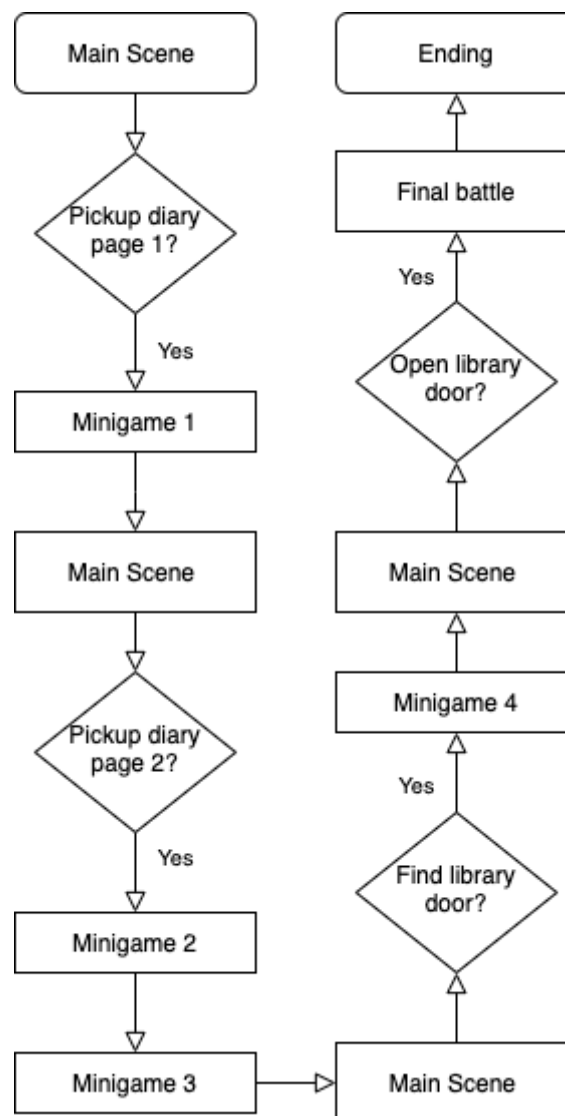 Main Scene
Pickup diary
page 1?
Yes
Minigame 1
Main Scene
Pickup diary
page 2?
Yes
Minigame 2
Minigame 3
Main Scene
Find library
door?
Yes
Minigame 4
Main Scene
Open library
door?
Yes
Final battle
Ending